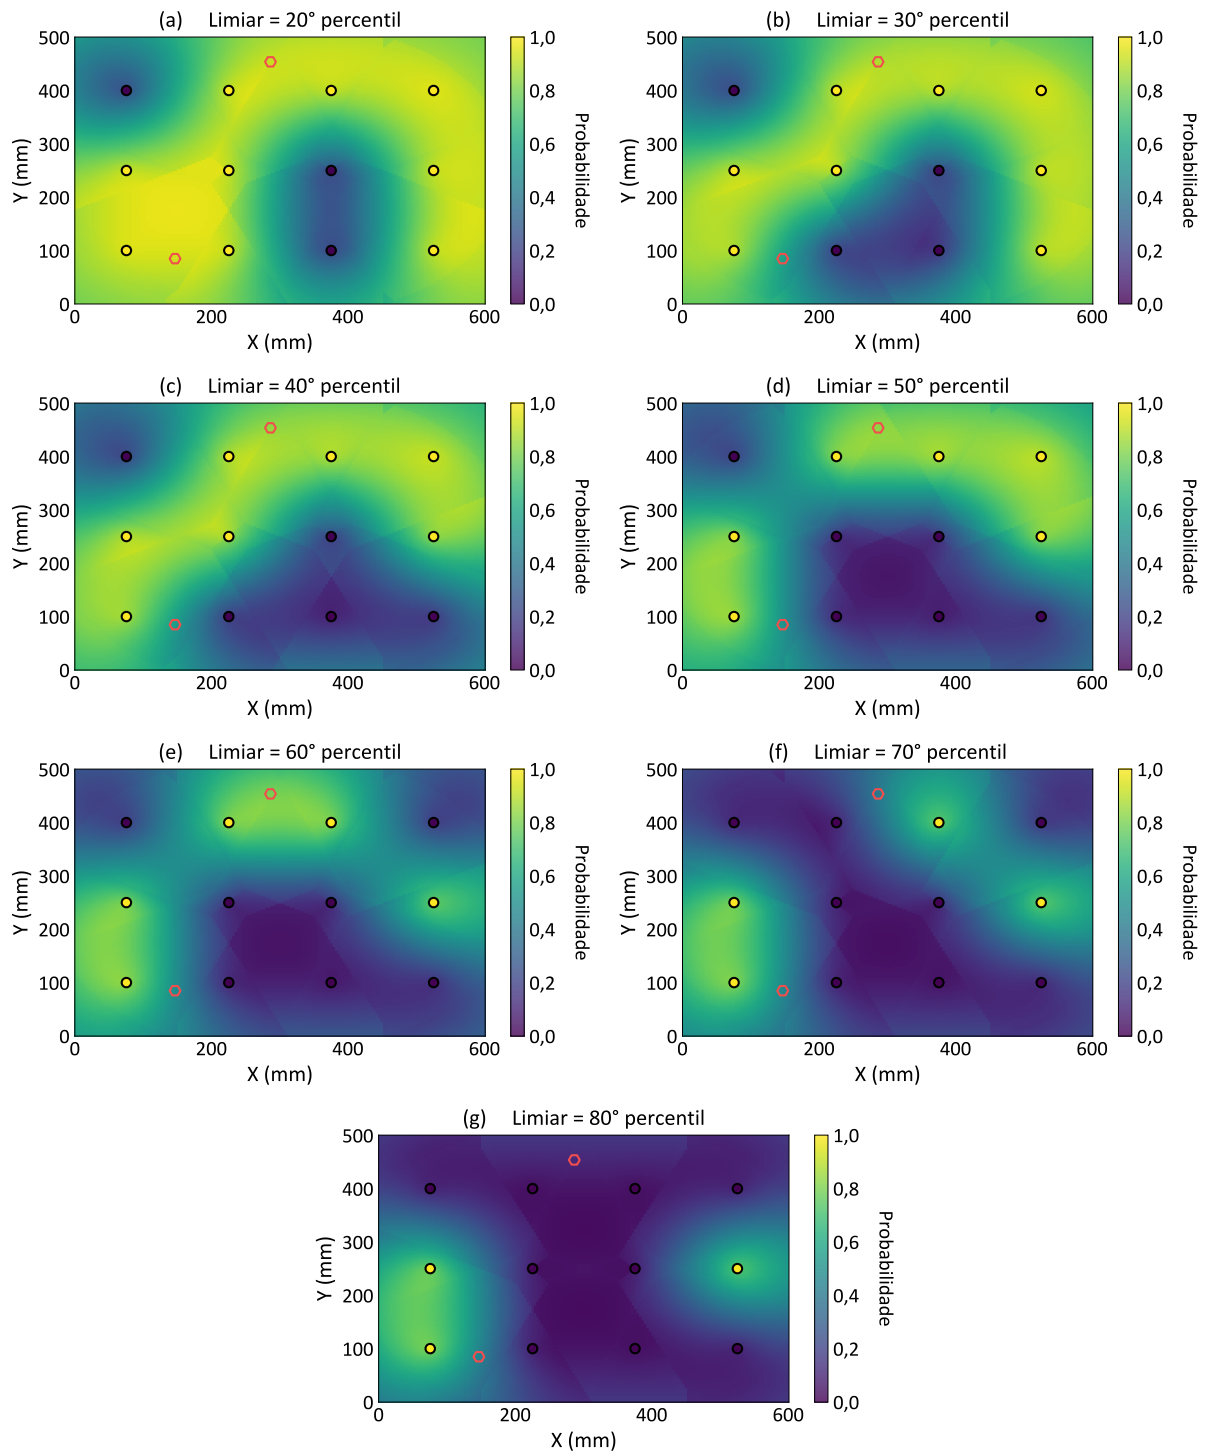 (a) Limiar = 20° percentil
500
400
300
200
100
0
0 200 400 600
X (mm)
Y (mm)
1,0
0,8
0,6
0,4
0,2
0,0
Probabilidade
(b) Limiar = 30° percentil
500
400
300
200
100
0
0 200 400 600
X (mm)
Y (mm)
1,0
0,8
0,6
0,4
0,2
0,0
Probabilidade
(c) Limiar = 40° percentil
500
400
300
200
100
0
0 200 400 600
X (mm)
Y (mm)
1,0
0,8
0,6
0,4
0,2
0,0
Probabilidade
(d) Limiar = 50° percentil
500
400
300
200
100
0
0 200 400 600
X (mm)
Y (mm)
1,0
0,8
0,6
0,4
0,2
0,0
Probabilidade
(e) Limiar = 60° percentil
500
400
300
200
100
0
0 200 400 600
X (mm)
Y (mm)
1,0
0,8
0,6
0,4
0,2
0,0
Probabilidade
(f) Limiar = 70° percentil
500
400
300
200
100
0
0 200 400 600
X (mm)
Y (mm)
1,0
0,8
0,6
0,4
0,2
0,0
Probabilidade
(g) Limiar = 80° percentil
500
400
300
200
100
0
0 200 400 600
X (mm)
Y (mm)
1,0
0,8
0,6
0,4
0,2
0,0
Probabilidade